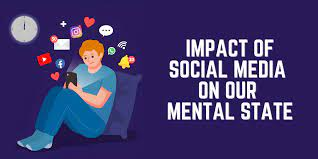 IMPACT OF
SOCIAL MEDIA
ON OUR
MENTAL STATE